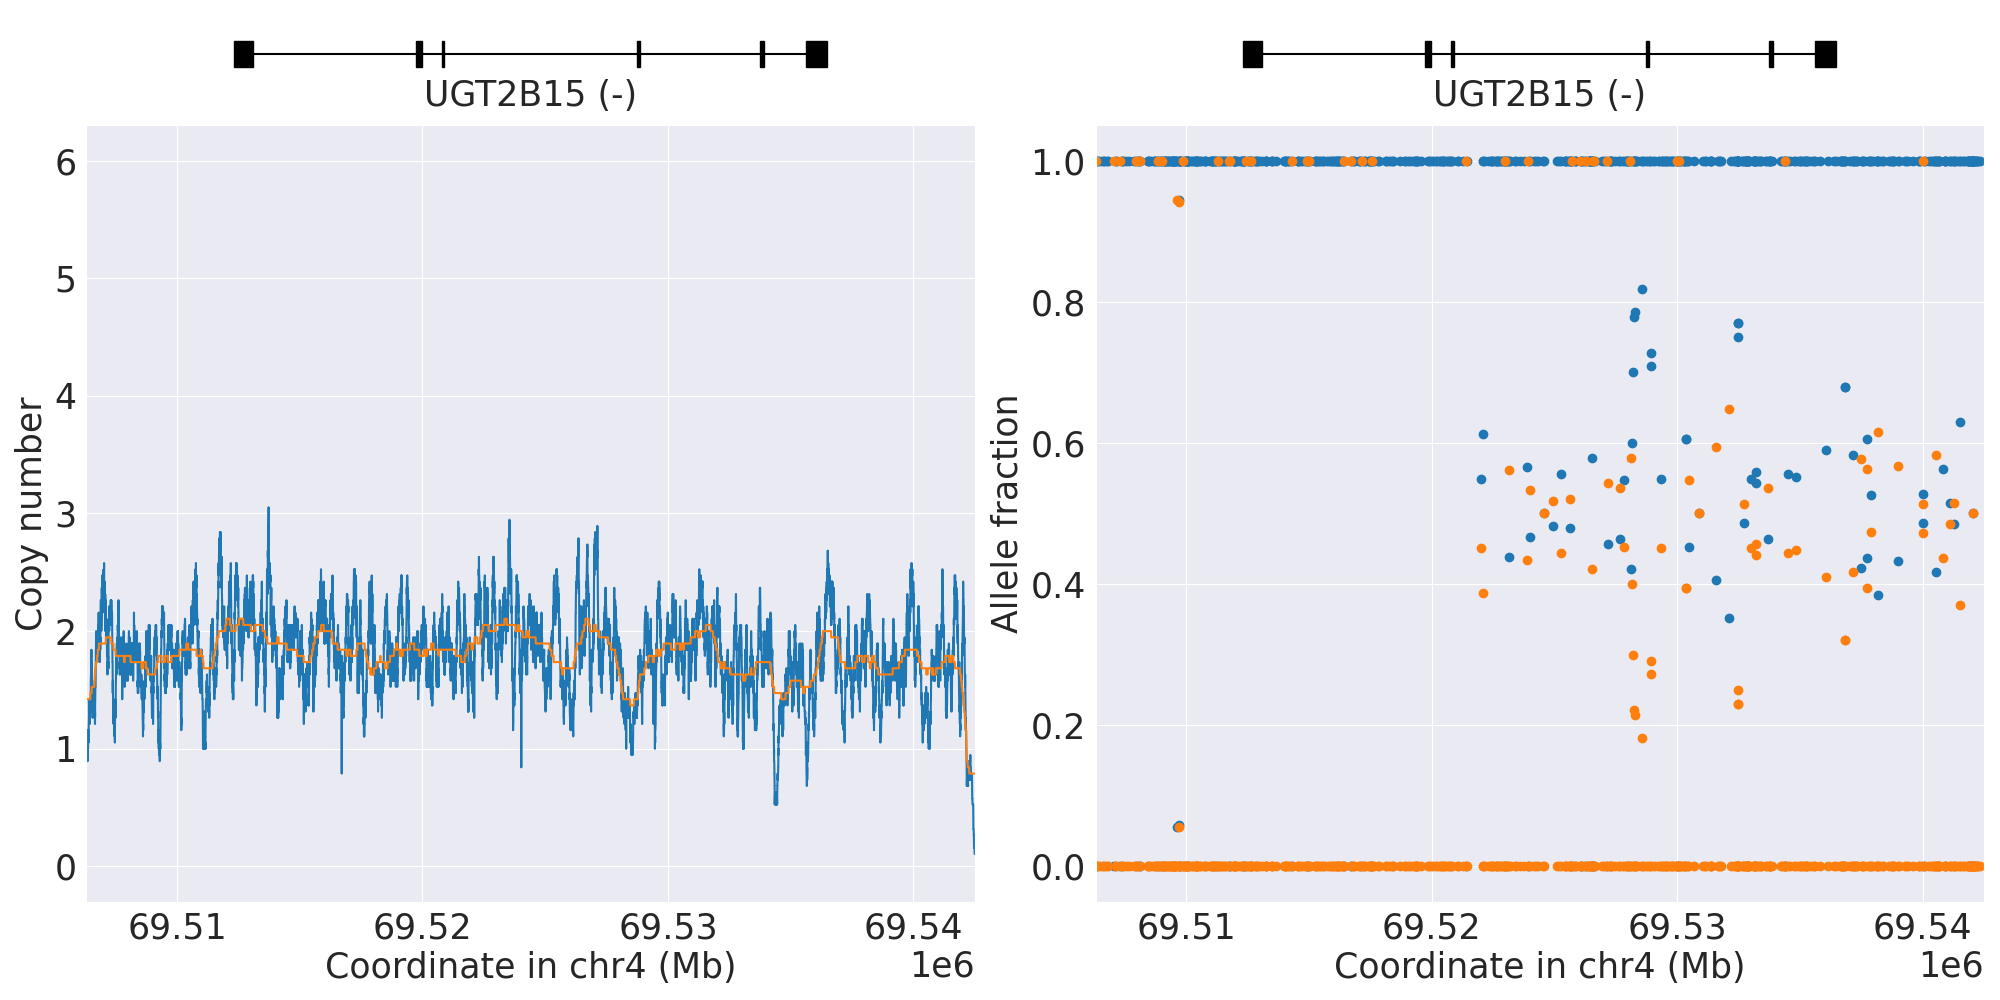 UGT2B15 (-)
UGT2B15 (-)
6
5
4
3
2
1
0
Copy number
69.51 69.52 69.53 69.54
Coordinate in chr4 (Mb) 1e6
1.0
0.8
0.6
0.4
0.2
0.0
Allele fraction
69.51 69.52 69.53 69.54
Coordinate in chr4 (Mb) 1e6